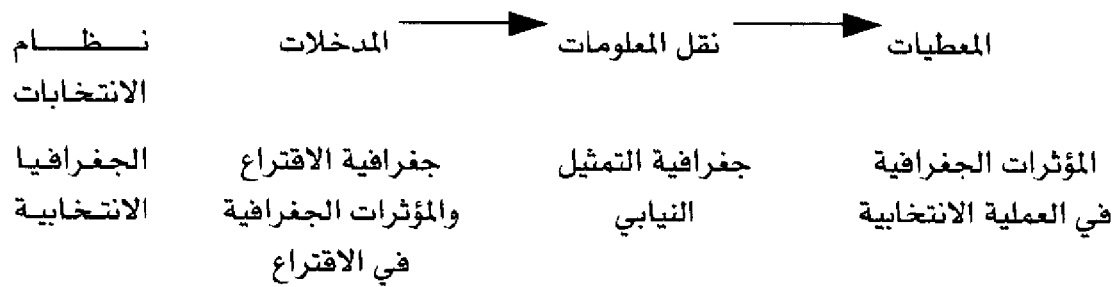 المعطيات
نقل المعلومات
المدخلات
نـــظـــــام
الانتخابات
المؤثرات الجغرافية
في العملية الانتخابية
جغرافية التمثيل
النيابي
جغرافية الاقتراع
والمؤثرات الجغرافية
في الاقتراع
الجغرافيا
الانتخابية